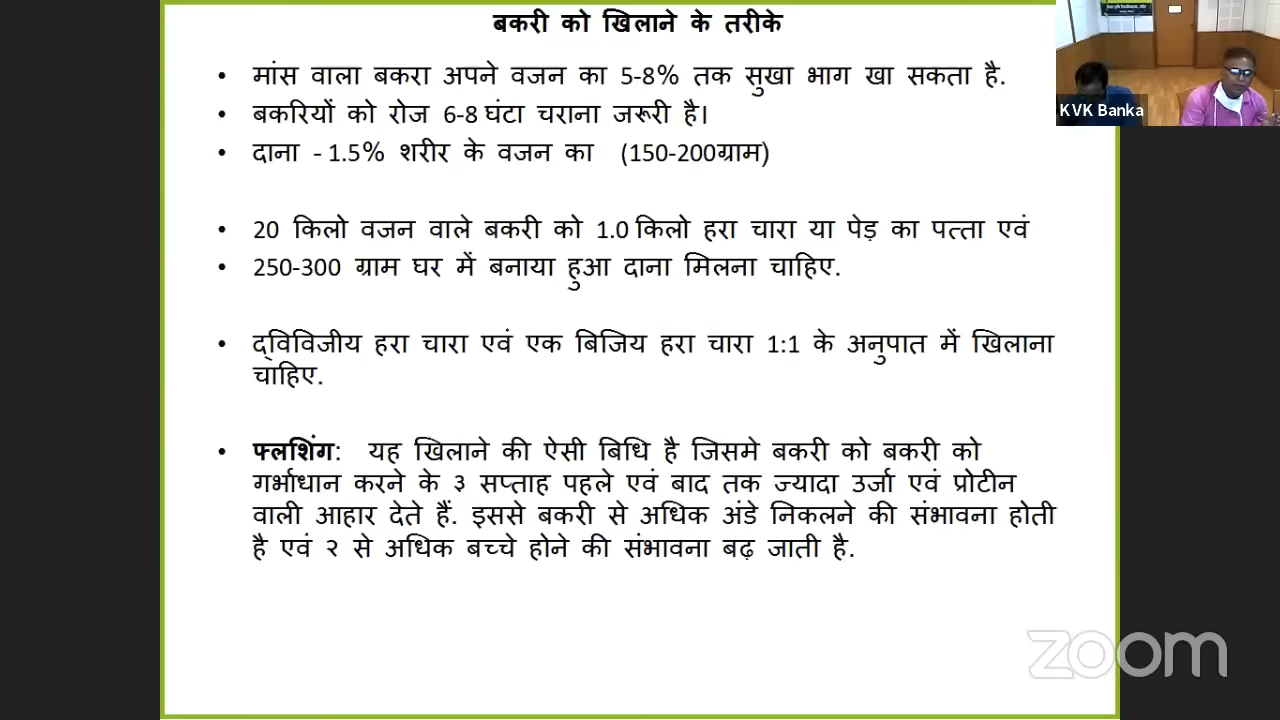 बकरी को खिलाने के तरीके
• मांस वाला बकरा अपने वजन का 5-8% तक सुखा भाग खा सकता है.
• बकरियों को रोज 6-8 घंटा चराना जरूरी है।
• दाना - 1.5% शरीर के वजन का (150-200ग्राम)
• 20 किलो वजन वाले बकरी को 1.0 किलो हरा चारा या पेड़ का पत्ता एवं
• 250-300 ग्राम घर में बनाया हुआ दाना मिलना चाहिए.
• द्विविजीय हरा चारा एवं एक बिजिय हरा चारा 1:1 के अनुपात में खिलाना
चाहिए.
• फ्लशिंग: यह खिलाने की ऐसी बिधि है जिसमे बकरी को बकरी को
गर्भाधान करने के ३ सप्ताह पहले एवं बाद तक ज्यादा उर्जा एवं प्रोटीन
वाली आहार देते हैं. इससे बकरी से अधिक अंडे निकलने की संभावना होती
है एवं २ से अधिक बच्चे होने की संभावना बढ़ जाती है.
KVK Banka
zoom